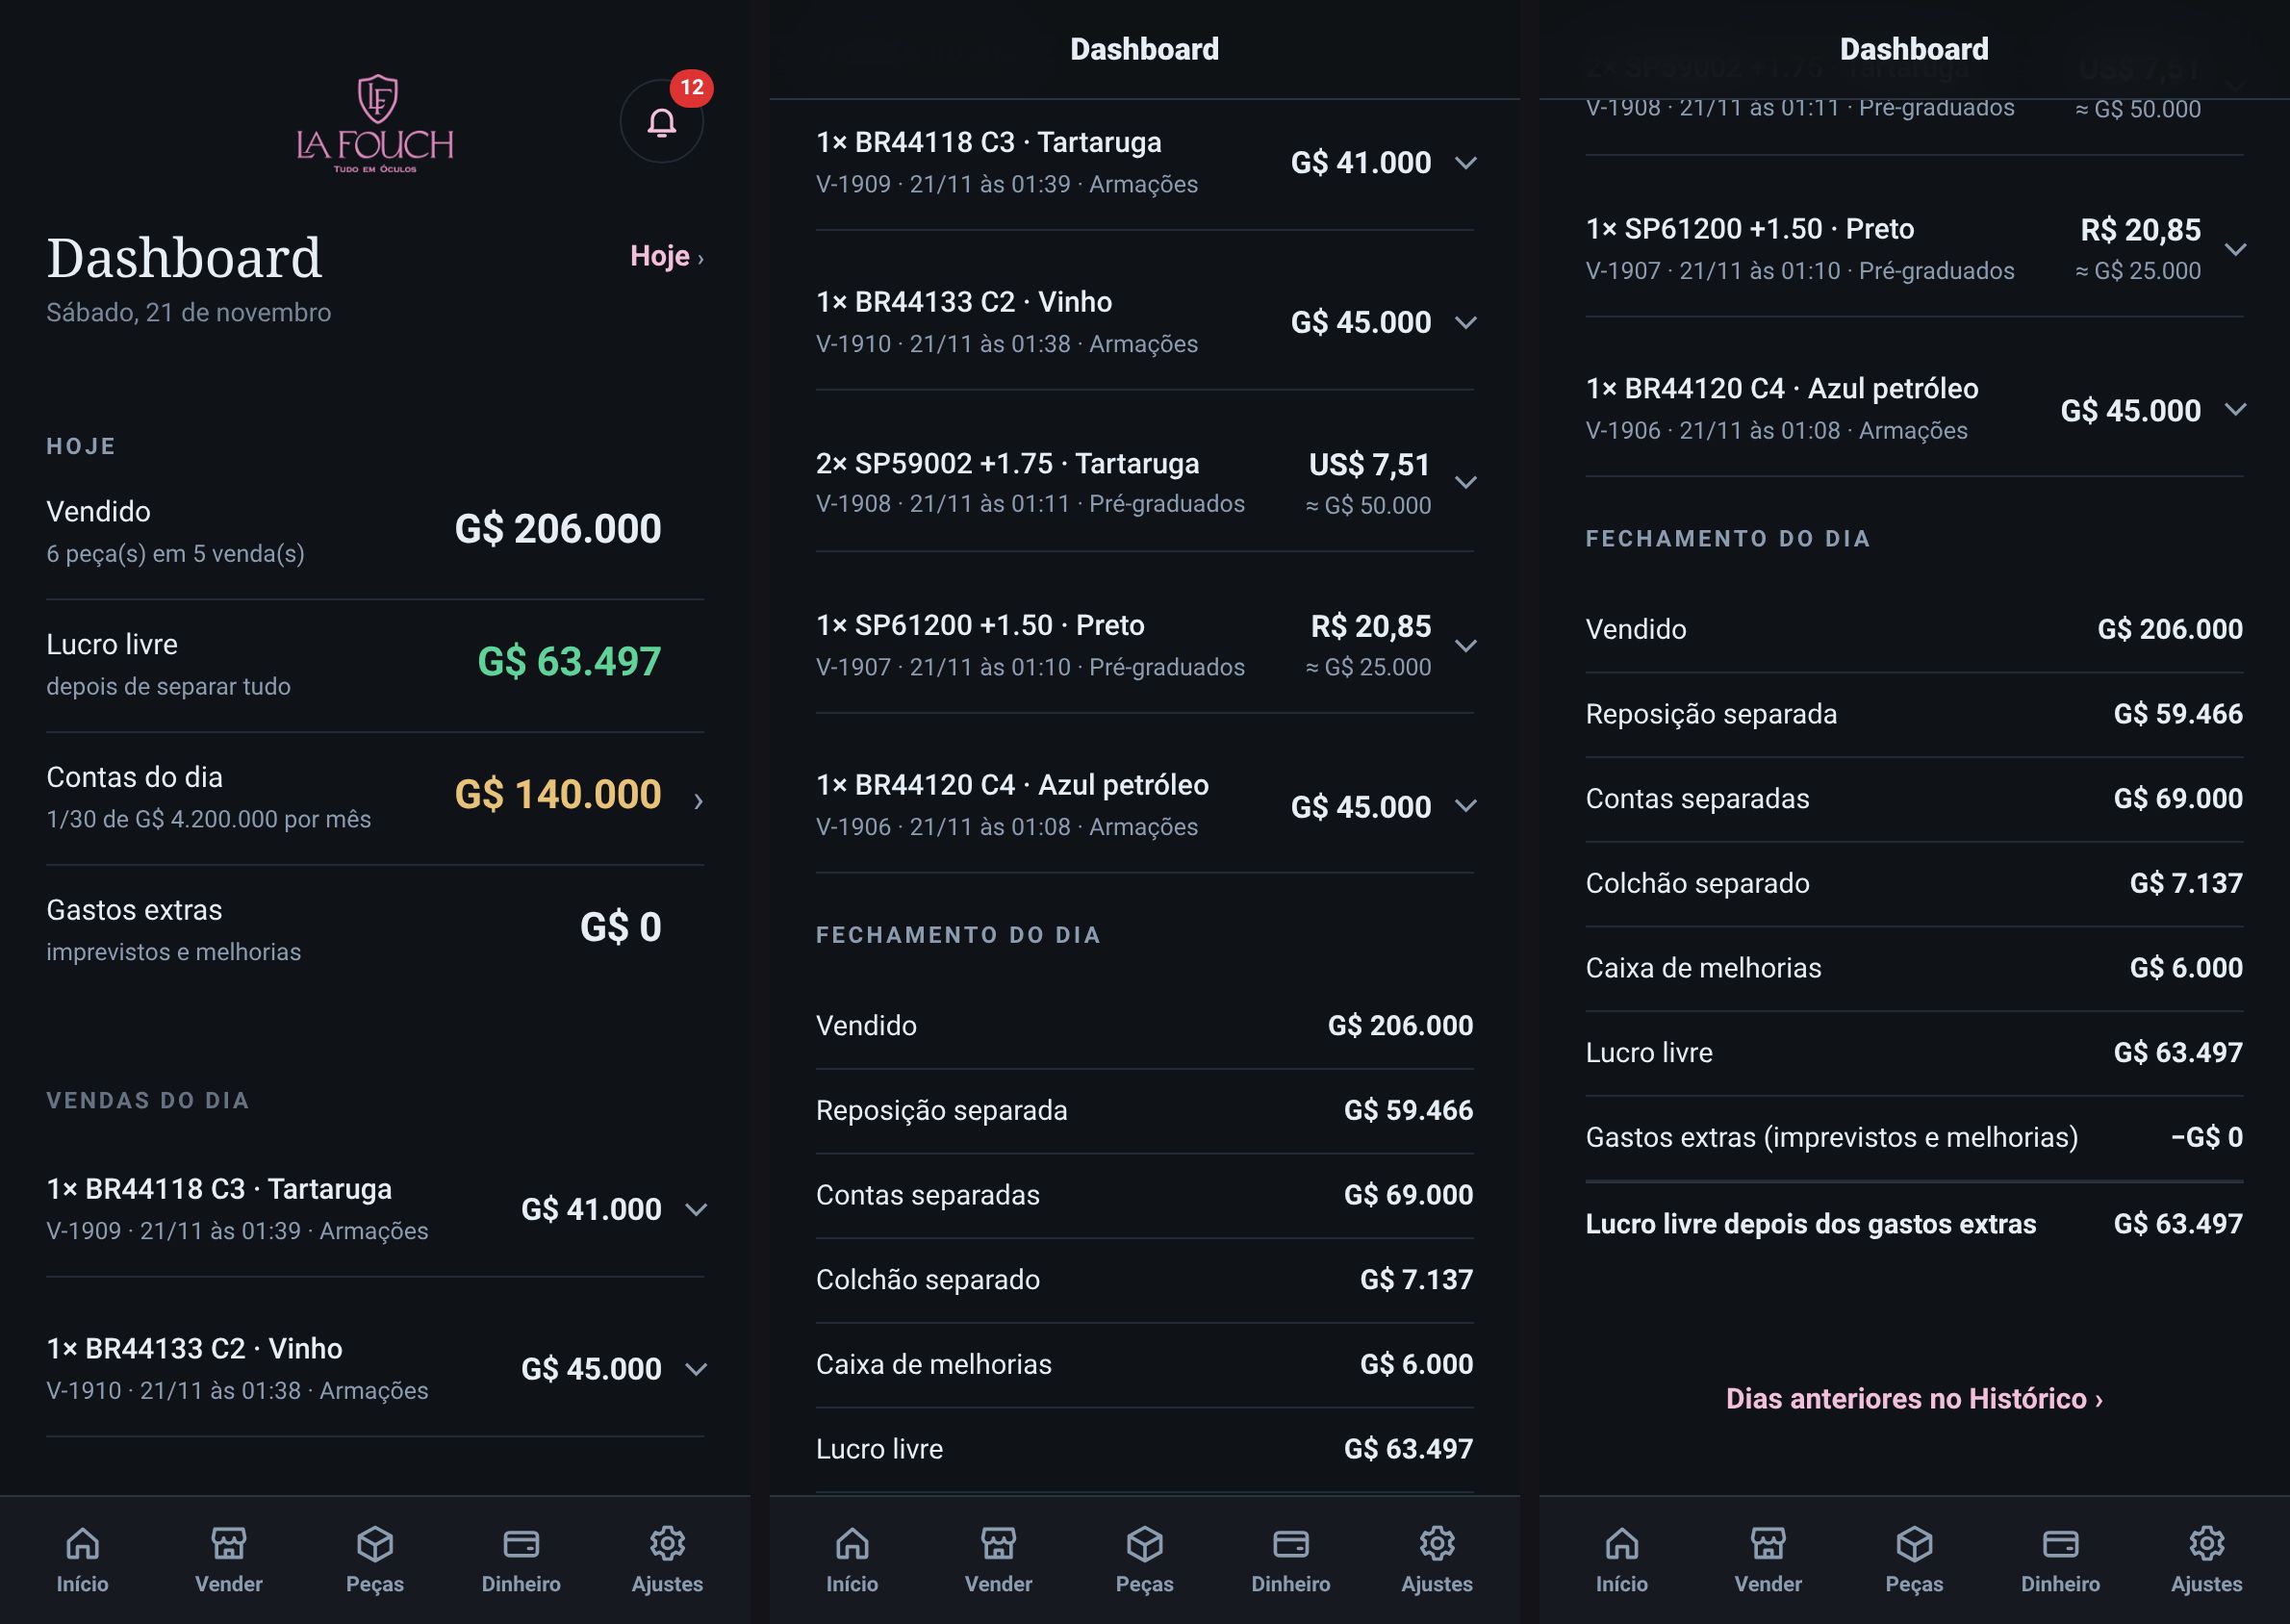 LF
LA FOUCH
TUDO EM ÓCULOS
12
Dashboard
Hoje ›
Sábado, 21 de novembro
HOJE
Vendido
G$ 206.000
6 peça(s) em 5 venda(s)
Lucro livre
G$ 63.497
depois de separar tudo
Contas do dia
G$ 140.000 ›
1/30 de G$ 4.200.000 por mês
Gastos extras
G$ 0
imprevistos e melhorias
VENDAS DO DIA
1× BR44118 C3 · Tartaruga
G$ 41.000
V-1909 · 21/11 às 01:39 · Armações
1× BR44133 C2 · Vinho
G$ 45.000
V-1910 · 21/11 às 01:38 · Armações
Início
Vender
Peças
Dinheiro
Ajustes
Dashboard
1× BR44118 C3 · Tartaruga
G$ 41.000
V-1909 · 21/11 às 01:39 · Armações
1× BR44133 C2 · Vinho
G$ 45.000
V-1910 · 21/11 às 01:38 · Armações
2× SP59002 +1.75 · Tartaruga
US$ 7,51
V-1908 · 21/11 às 01:11 · Pré-graduados
≈ G$ 50.000
1× SP61200 +1.50 · Preto
R$ 20,85
V-1907 · 21/11 às 01:10 · Pré-graduados
≈ G$ 25.000
1× BR44120 C4 · Azul petróleo
G$ 45.000
V-1906 · 21/11 às 01:08 · Armações
FECHAMENTO DO DIA
Vendido
G$ 206.000
Reposição separada
G$ 59.466
Contas separadas
G$ 69.000
Colchão separado
G$ 7.137
Caixa de melhorias
G$ 6.000
Lucro livre
G$ 63.497
Início
Vender
Peças
Dinheiro
Ajustes
Dashboard
2× SP59002 +1.75 · Tartaruga
US$ 7,51
V-1908 · 21/11 às 01:11 · Pré-graduados
≈ G$ 50.000
1× SP61200 +1.50 · Preto
R$ 20,85
V-1907 · 21/11 às 01:10 · Pré-graduados
≈ G$ 25.000
1× BR44120 C4 · Azul petróleo
G$ 45.000
V-1906 · 21/11 às 01:08 · Armações
FECHAMENTO DO DIA
Vendido
G$ 206.000
Reposição separada
G$ 59.466
Contas separadas
G$ 69.000
Colchão separado
G$ 7.137
Caixa de melhorias
G$ 6.000
Lucro livre
G$ 63.497
Gastos extras (imprevistos e melhorias)
−G$ 0
Lucro livre depois dos gastos extras
G$ 63.497
Dias anteriores no Histórico ›
Início
Vender
Peças
Dinheiro
Ajustes